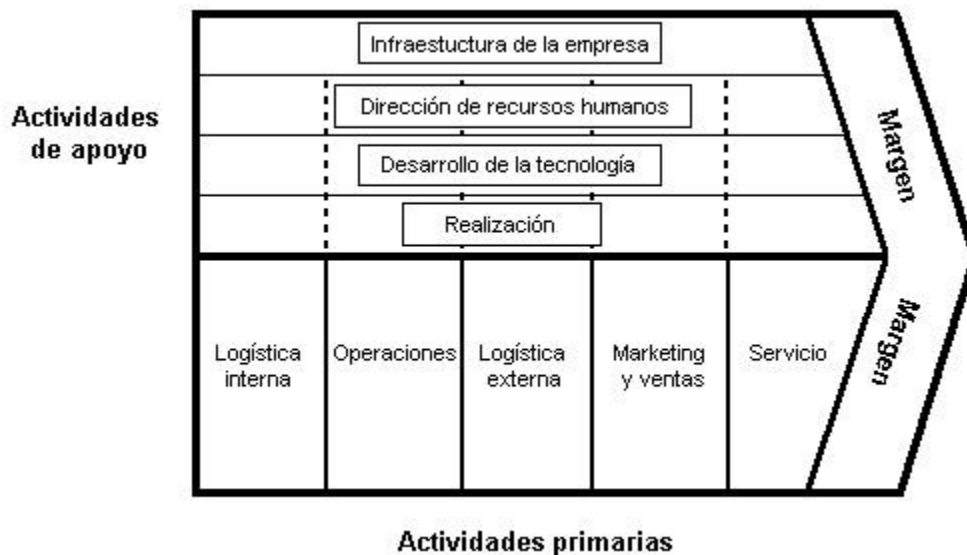 Infraestuctura de la empresa
Dirección de recursos humanos
Desarrollo de la tecnología
Realización
Actividades
de apoyo
Margen
Margen
Logística
interna
Operaciones
Logística
externa
Marketing
y ventas
Servicio
Actividades primarias